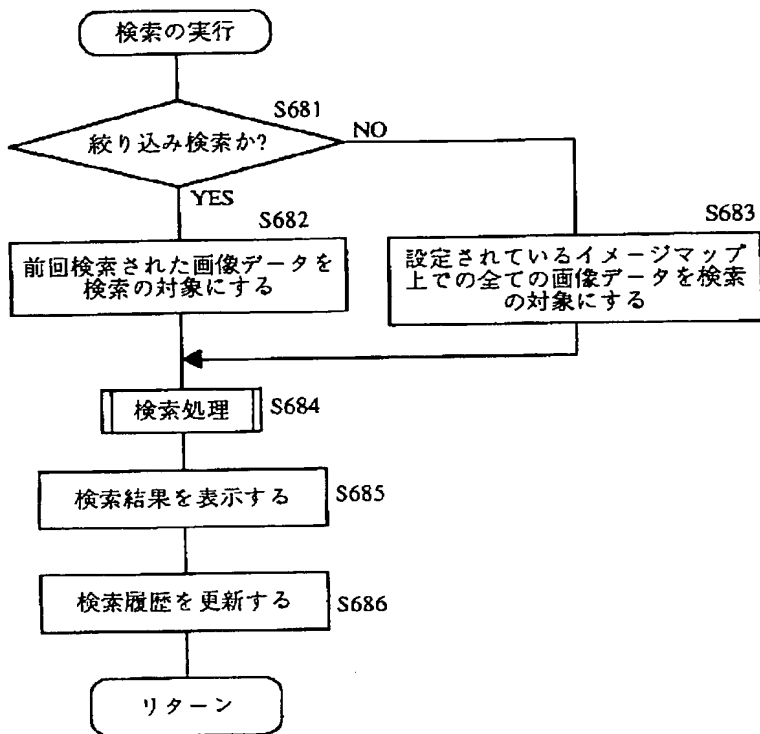 検索の実行
S681
絞り込み検索か?
NO
YES
S682
前回検索された画像データを
検索の対象にする
S683
設定されているイメージマップ
上での全ての画像データを検索
の対象にする
検索処理
S684
検索結果を表示する
S685
検索履歴を更新する
S686
リターン